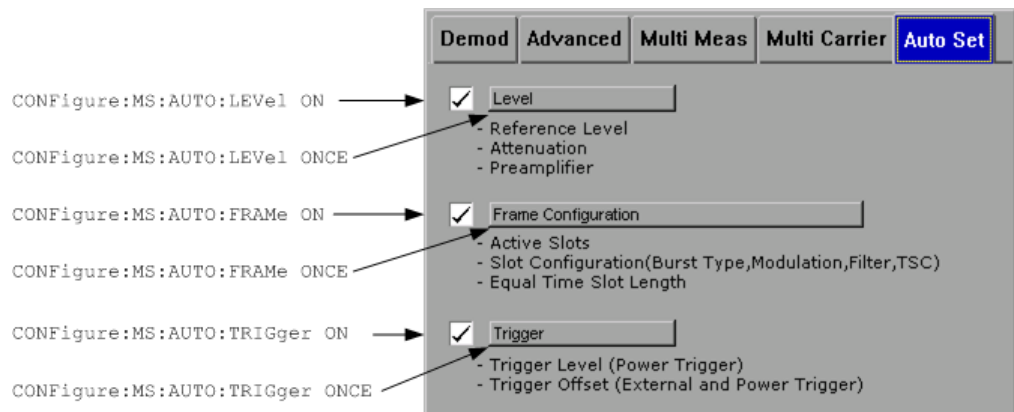 Demod Advanced Multi Meas Multi Carrier Auto Set
CONFigure:MS:AUTO:LEVel ON
Level
CONFigure:MS:AUTO:LEVel ONCE
- Reference Level
- Attenuation
- Preamplifier
CONFigure:MS:AUTO:FRAMe ON
Frame Configuration
CONFigure:MS:AUTO:FRAMe ONCE
- Active Slots
- Slot Configuration(Burst Type,Modulation,Filter,TSC)
- Equal Time Slot Length
CONFigure:MS:AUTO:TRIGger ON
Trigger
CONFigure:MS:AUTO:TRIGger ONCE
- Trigger Level (Power Trigger)
- Trigger Offset (External and Power Trigger)